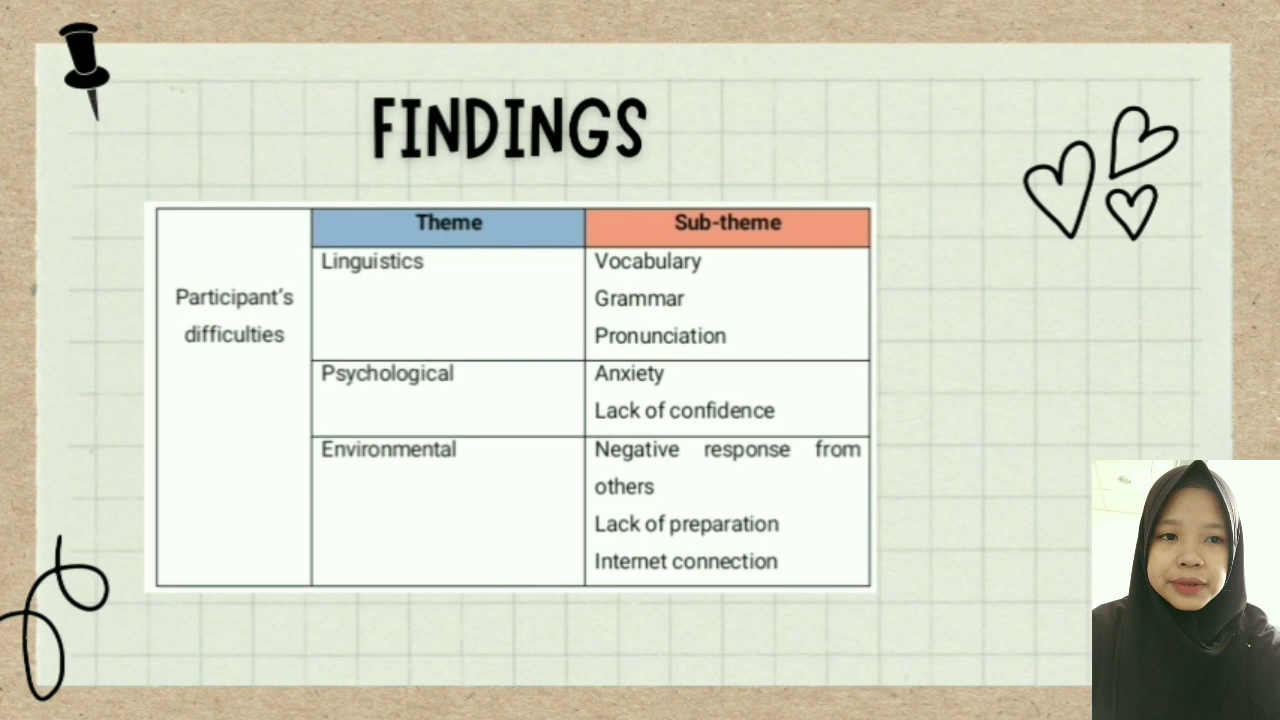 FINDINGS
Theme
Sub-theme
Participant's
difficulties
Linguistics
Vocabulary
Grammar
Pronunciation
Psychological
Anxiety
Lack of confidence
Environmental
Negative response from
others
Lack of preparation
Internet connection